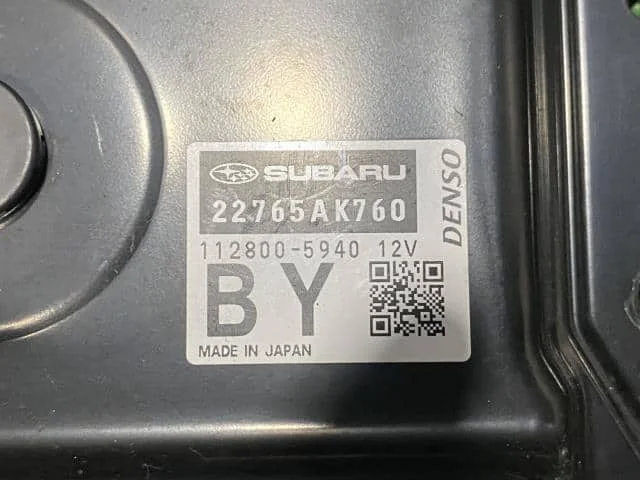 SUBARU
22765AK760
112800-5940 12V
DENSO
BY
MADE IN JAPAN